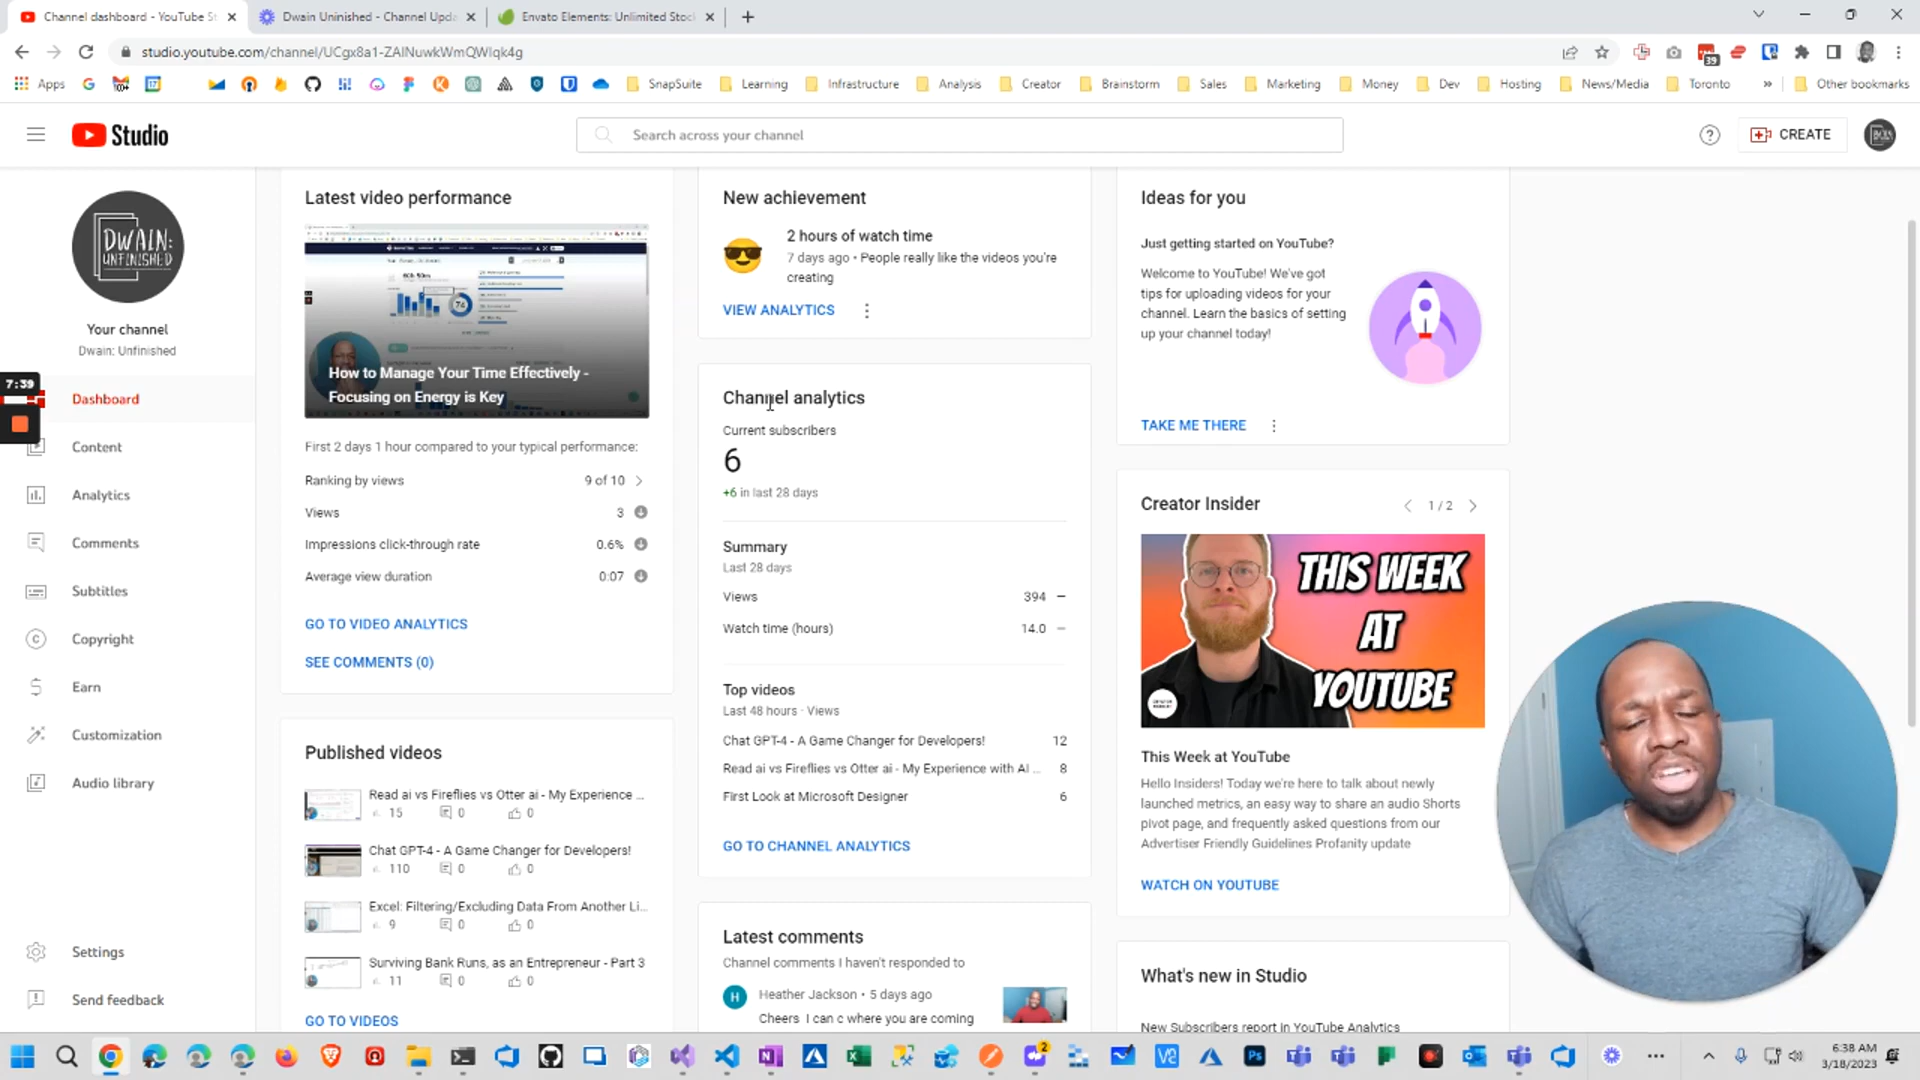 Channel dashboard - YouTube St
Dwain Uninished - Channel Upda
Envato Elements: Unlimited Stock
studio.youtube.com/channel/UCgx8a1-ZAlNuwkWmQWlqk4g
39
Apps
SnapSuite
Learning
Infrastructure
Analysis
Creator
Brainstorm
Sales
Marketing
Money
Dev
Hosting
News/Media
Toronto
Other bookmarks
Studio
Search across your channel
CREATE
DWAIN:
UNFINISHED
Your channel
Dwain: Unfinished
7:39
Dashboard
Content
Analytics
Comments
Subtitles
Copyright
Earn
Customization
Audio library
Settings
Send feedback
Latest video performance
How to Manage Your Time Effectively -
Focusing on Energy is Key
First 2 days 1 hour compared to your typical performance:
Ranking by views 9 of 10
Views 3
Impressions click-through rate 0.6%
Average view duration 0:07
GO TO VIDEO ANALYTICS
SEE COMMENTS (0)
Published videos
Read ai vs Fireflies vs Otter ai - My Experience ...
15 0 0
Chat GPT-4 - A Game Changer for Developers!
110 0 0
Excel: Filtering/Excluding Data From Another Li...
9 0 0
Surviving Bank Runs, as an Entrepreneur - Part 3
11 0 0
GO TO VIDEOS
New achievement
2 hours of watch time
7 days ago • People really like the videos you're
creating
VIEW ANALYTICS
Channel analytics
Current subscribers
6
+6 in last 28 days
Summary
Last 28 days
Views 394 —
Watch time (hours) 14.0 —
Top videos
Last 48 hours · Views
Chat GPT-4 - A Game Changer for Developers! 12
Read ai vs Fireflies vs Otter ai - My Experience with AI ... 8
First Look at Microsoft Designer 6
GO TO CHANNEL ANALYTICS
Latest comments
Channel comments I haven't responded to
H
Heather Jackson • 5 days ago
Cheers I can c where you are coming
Ideas for you
Just getting started on YouTube?
Welcome to YouTube! We've got
tips for uploading videos for your
channel. Learn the basics of setting
up your channel today!
TAKE ME THERE
Creator Insider
1 / 2
THIS WEEK
AT
YOUTUBE
This Week at YouTube
Hello Insiders! Today we're here to talk about newly
launched metrics, an easy way to share an audio Shorts
pivot page, and frequently asked questions from our
Advertiser Friendly Guidelines Profanity update
WATCH ON YOUTUBE
What's new in Studio
New Subscribers report in YouTube Analytics
6:38 AM
3/18/2023